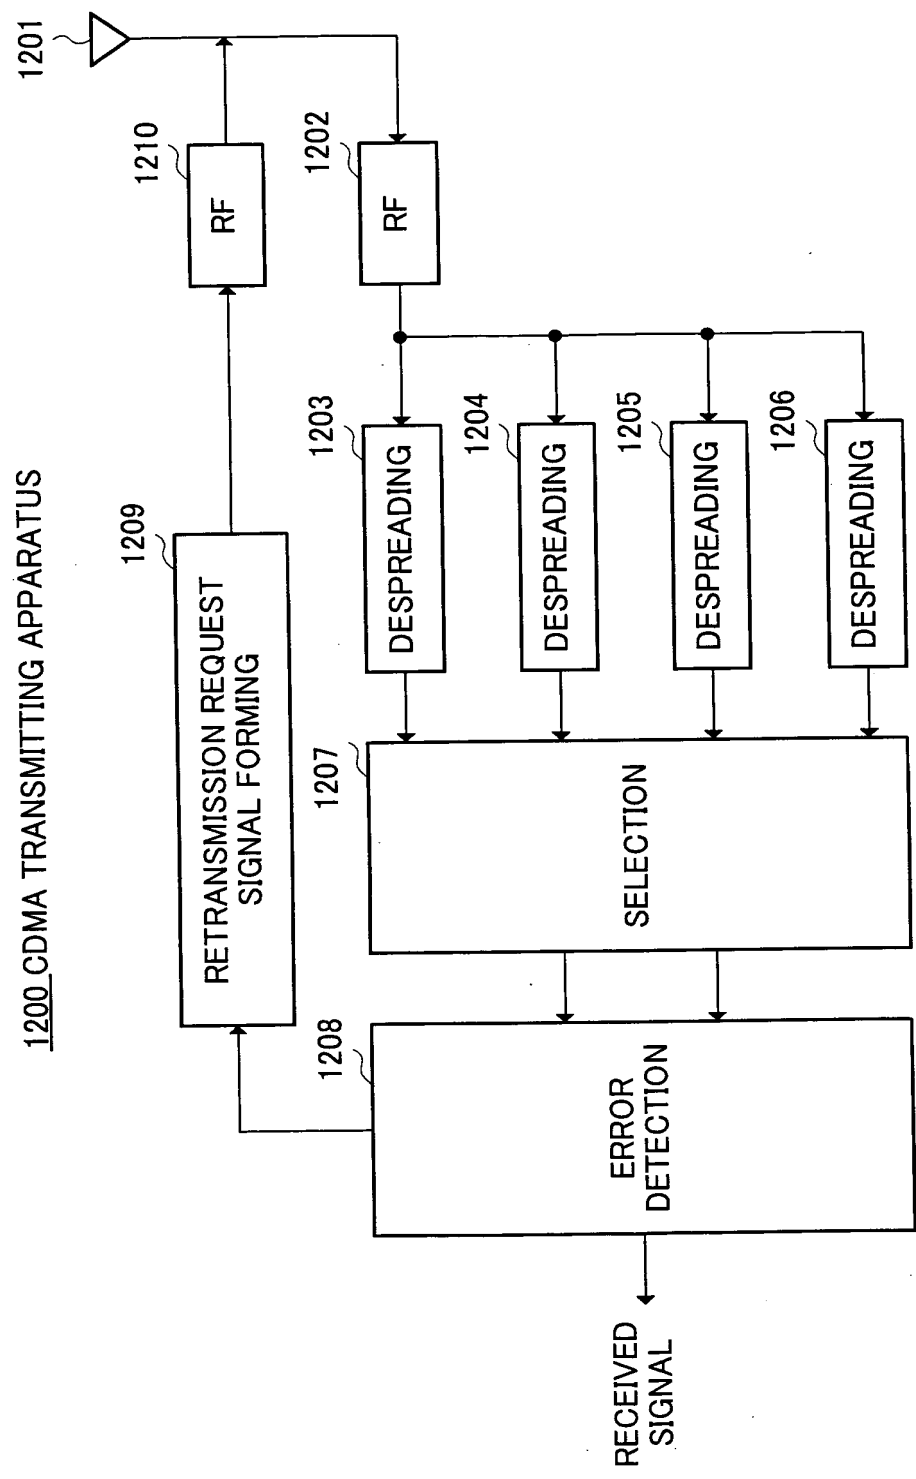 1200 CDMA TRANSMITTING APPARATUS
1201
1210
RF
1202
RF
1209
RETRANSMISSION REQUEST
SIGNAL FORMING
1203
DESPREADING
1204
DESPREADING
1205
DESPREADING
1206
DESPREADING
1207
SELECTION
1208
ERROR
DETECTION
RECEIVED
SIGNAL